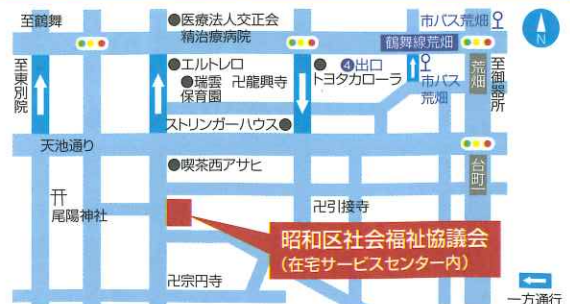 至鶴舞
●医療法人交正会
精治療病院
市バス荒畑
鶴舞線荒畑
N
至東別院
●エルトレロ
●瑞雲
保育園
卍龍興寺
●
トヨタカローラ
❹出口
市バス
荒畑
荒畑
至御器所
ストリンガーハウス●
天池通り
●喫茶西アサヒ
台町
尾陽神社
卍引接寺
昭和区社会福祉協議会
(在宅サービスセンター内)
卍宗円寺
一方通行